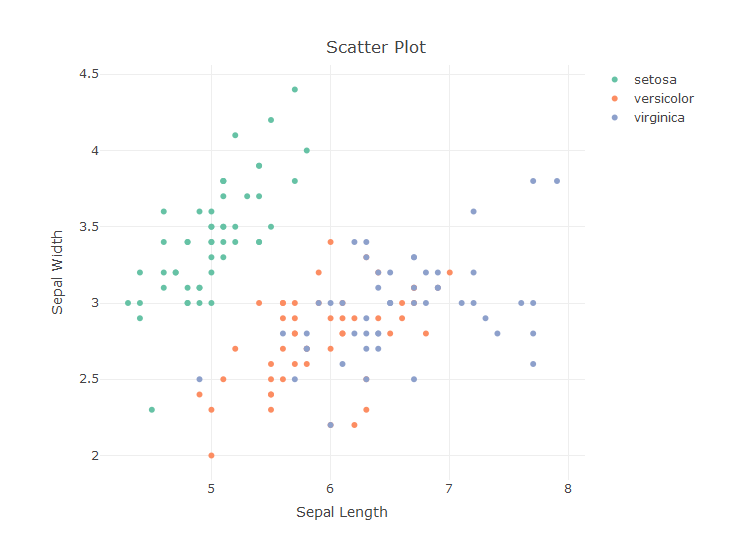 Scatter Plot
4.5
4
3.5
3
2.5
2
Sepal Width
5
6
7
8
Sepal Length
setosa
versicolor
virginica